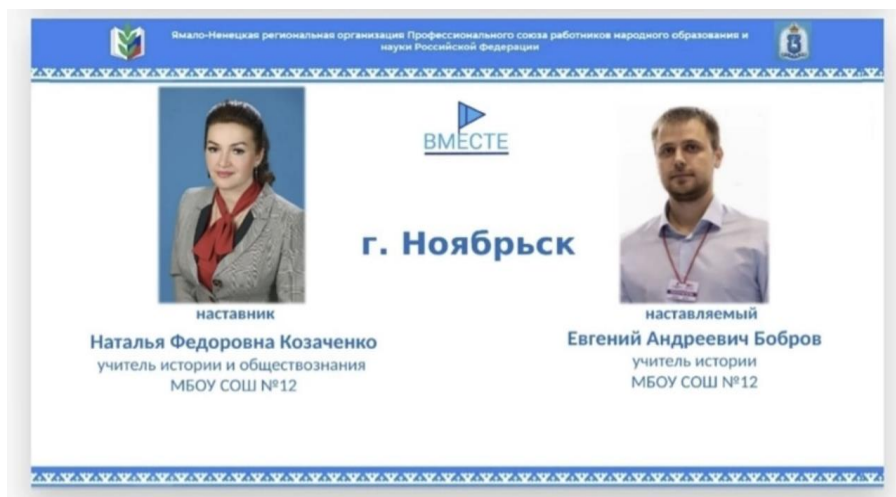 Ямало-Ненецкая региональная организация Профессионального союза работников народного образования и
науки Российской Федерации
ВМЕСТЕ
г. Ноябрьск
наставник
Наталья Федоровна Козаченко
учитель истории и обществознания
МБОУ СОШ №12
наставляемый
Евгений Андреевич Бобров
учитель истории
МБОУ СОШ №12